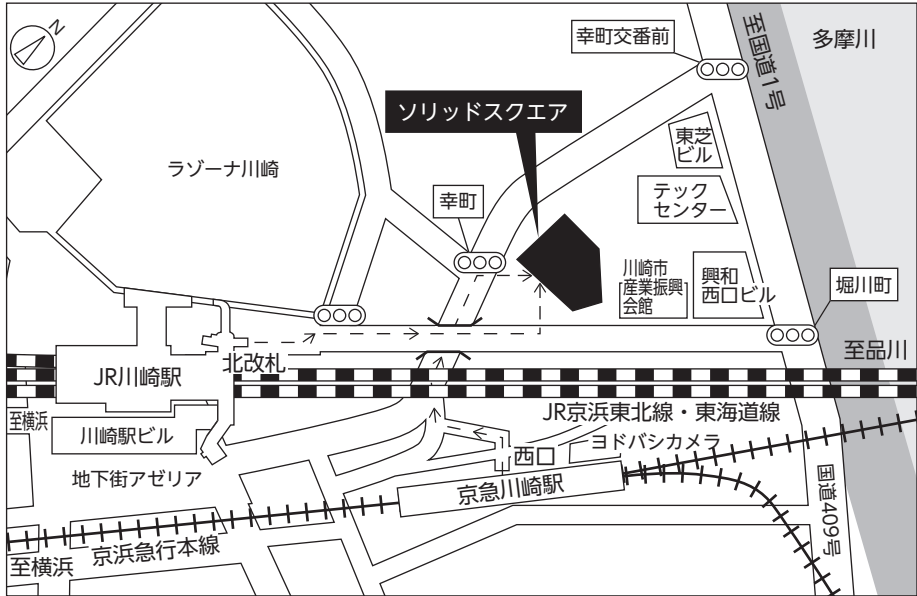 N
幸町交番前
至国道1号
多摩川
ソリッドスクエア
東芝
ビル
ラゾーナ川崎
テック
センター
幸町
川崎市
産業振興
会館
興和
西口ビル
堀川町
至品川
北改札
JR川崎駅
JR京浜東北線・東海道線
至横浜
川崎駅ビル
ヨドバシカメラ
西口
地下街アゼリア
京急川崎駅
国道409号
京浜急行本線
至横浜